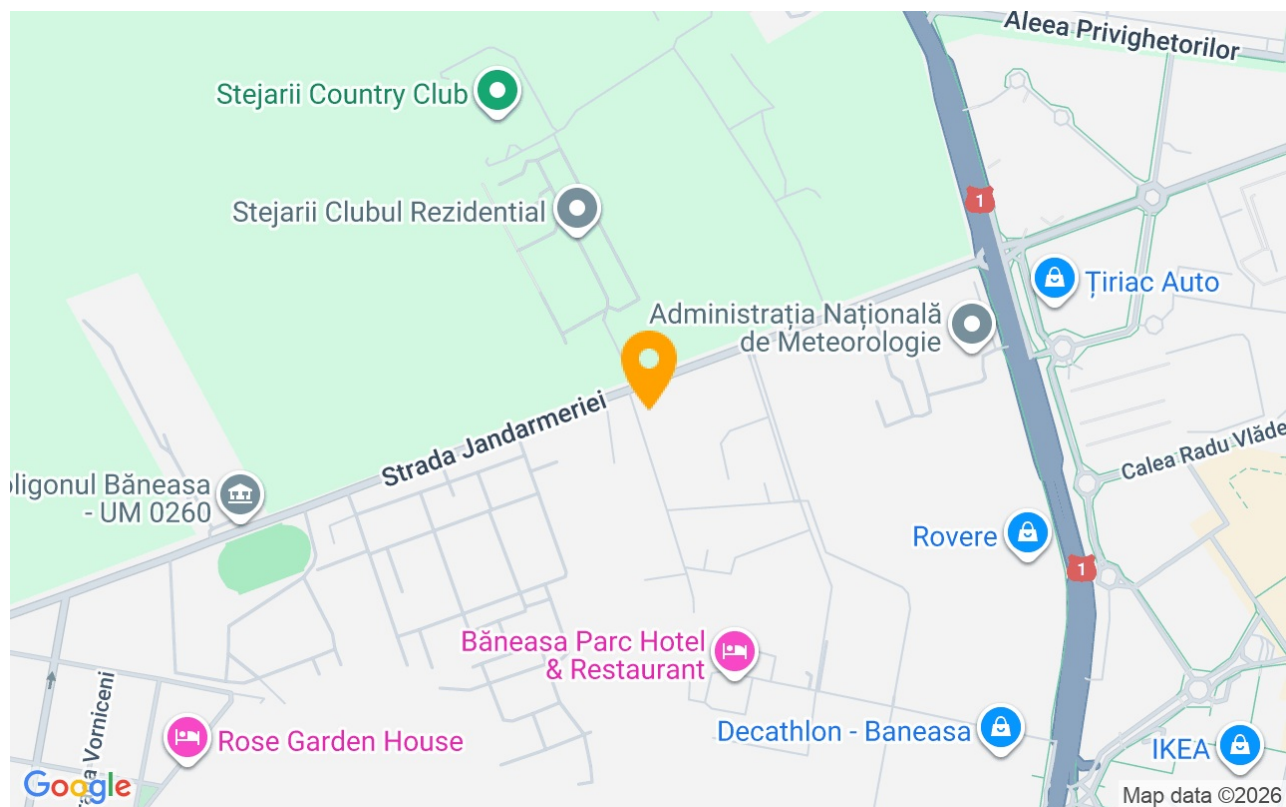 Aleea Privighetorilor
Stejarii Country Club
Stejarii Clubul Rezidential
1
Țiriac Auto
Administrația Națională
de Meteorologie
Strada Jandarmeriei
oligonul Băneasa
- UM 0260
Calea Radu Vlăde
Rovere
1
Băneasa Parc Hotel
& Restaurant
Decathlon - Baneasa
IKEA
Rose Garden House
a Vorniceni
Google
Map data ©2026